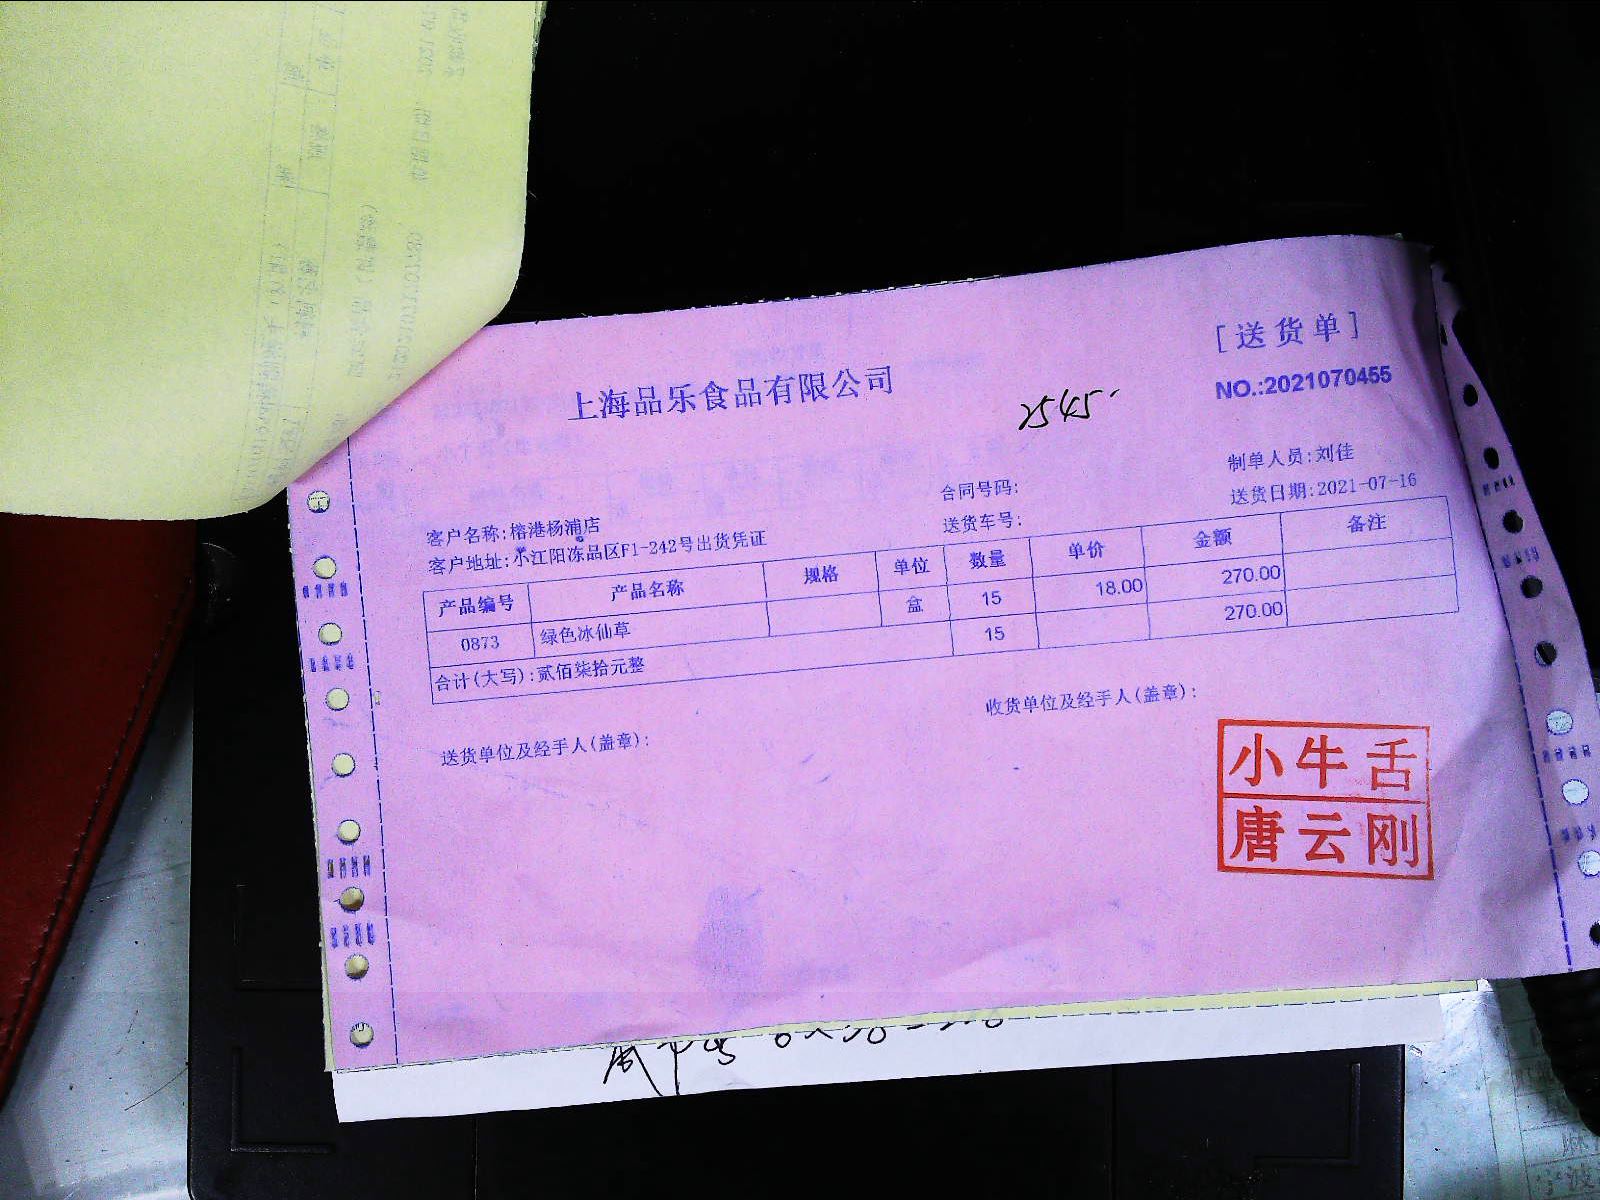 [送货单]
上海品乐食品有限公司
NO.:2021070455
2545
制单人员:刘佳
合同号码:
送货日期:2021-07-16
客户名称:榕港杨浦店
送货车号:
客户地址:小江阳冻品区F1-242号出货凭证
产品编号 产品名称 规格 单位 数量 单价 金额 备注
0873 绿色冰仙草 盒 15 18.00 270.00
合计(大写):贰佰柒拾元整 15 270.00
收货单位及经手人(盖章):
送货单位及经手人(盖章):
小牛舌
唐云刚